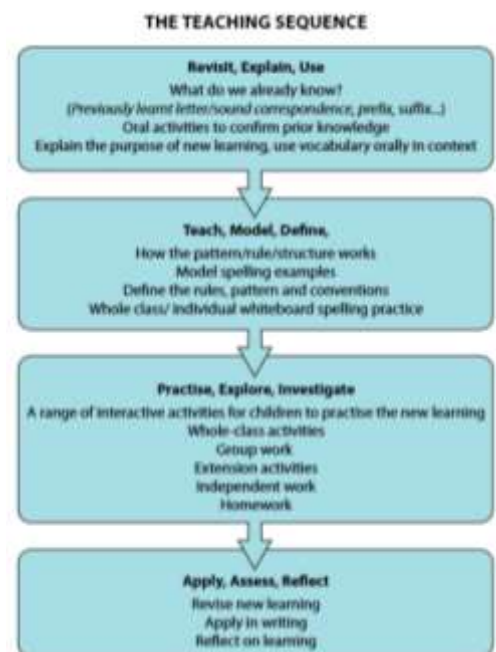 THE TEACHING SEQUENCE
Revisit, Explain, Use
What do we already know?
(Previously learnt letter/sound correspondence, prefix, suffix...)
Oral activities to confirm prior knowledge
Explain the purpose of new learning, use vocabulary orally in context
Teach, Model, Define,
How the pattern/rule/structure works
Model spelling examples
Define the rules, pattern and conventions
Whole class/ individual whiteboard spelling practice
Practise, Explore, Investigate
A range of interactive activities for children to practise the new learning
Whole-class activities
Group work
Extension activities
Independent work
Homework
Apply, Assess, Reflect
Revise new learning
Apply in writing
Reflect on learning